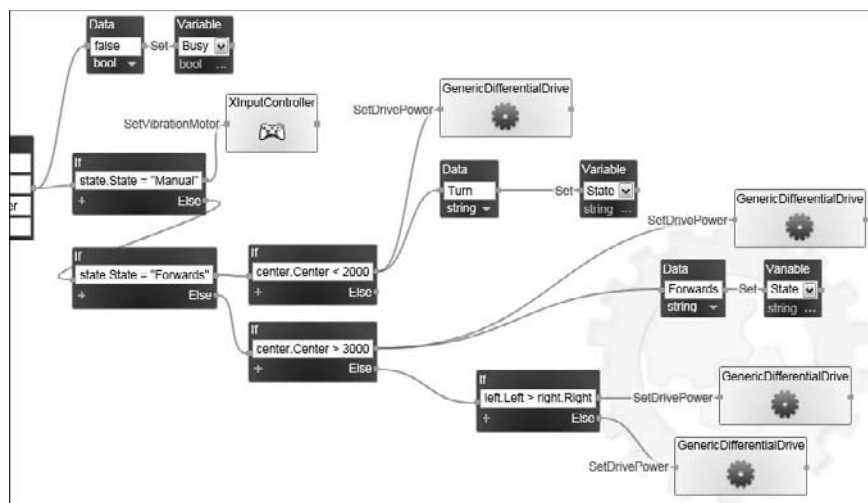 Data
false
bool
Set
Variable
Busy
bool ...
XInputController
SetVibrationMotor
GenericDifferentialDrive
SetDrivePower
If
state.State = "Manual"
+ Else
er
Data
Turn
string
Set
Variable
State
string ...
GenericDifferentialDrive
SetDrivePower
If
state.State = "Forwards"
+ Else
If
center.Center < 2000
+ Else
Data
Forwards
string
Set
Variable
State
string ...
If
center.Center > 3000
+ Else
If
left.Left > right.Right
+ Else
SetDrivePower
GenericDifferentialDrive
SetDrivePower
GenericDifferentialDrive